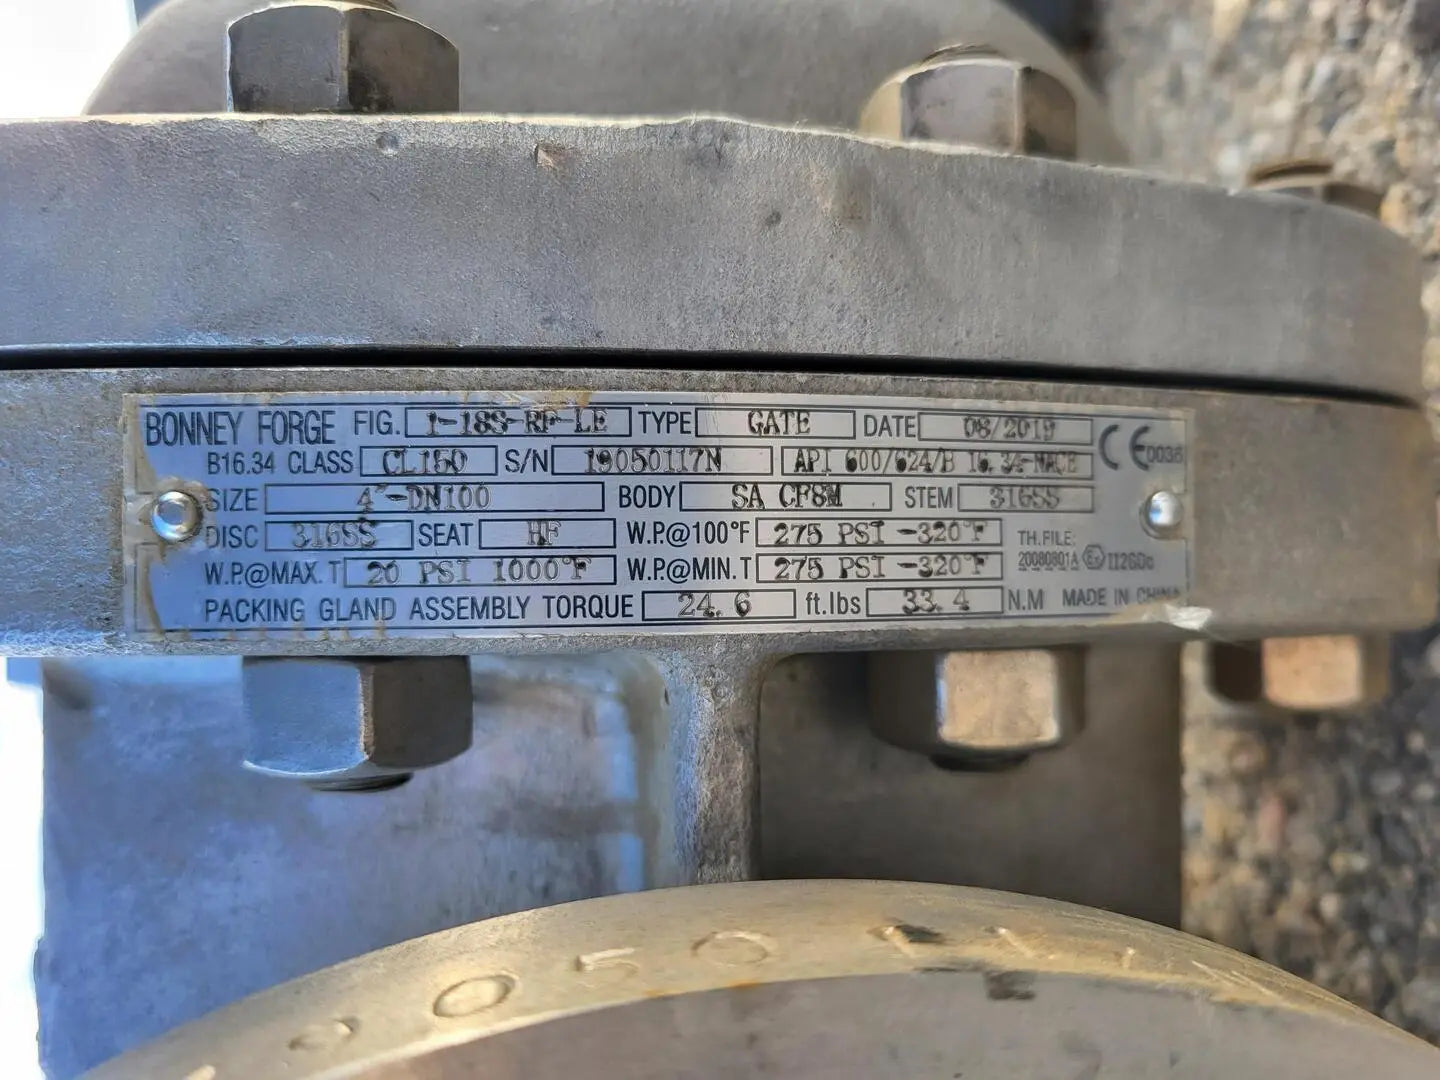 BONNEY FORGE FIG. 1-18S-RF-LE TYPE GATE DATE 08/2019
B16.34 CLASS CL150 S/N 19050117N API 600/624/B 16.34-NACE CE0036
SIZE 4"-DN100 BODY SA CF8M STEM 316SS
DISC 316SS SEAT HF W.P.@100°F 275 PSI -320°F TH.FILE:
W.P.@MAX. T 20 PSI 1000°F W.P.@MIN. T 275 PSI -320°F 20080801A Ex
PACKING GLAND ASSEMBLY TORQUE 24.6 ft.lbs 33.4 N.M MADE IN CHINA
9050117N